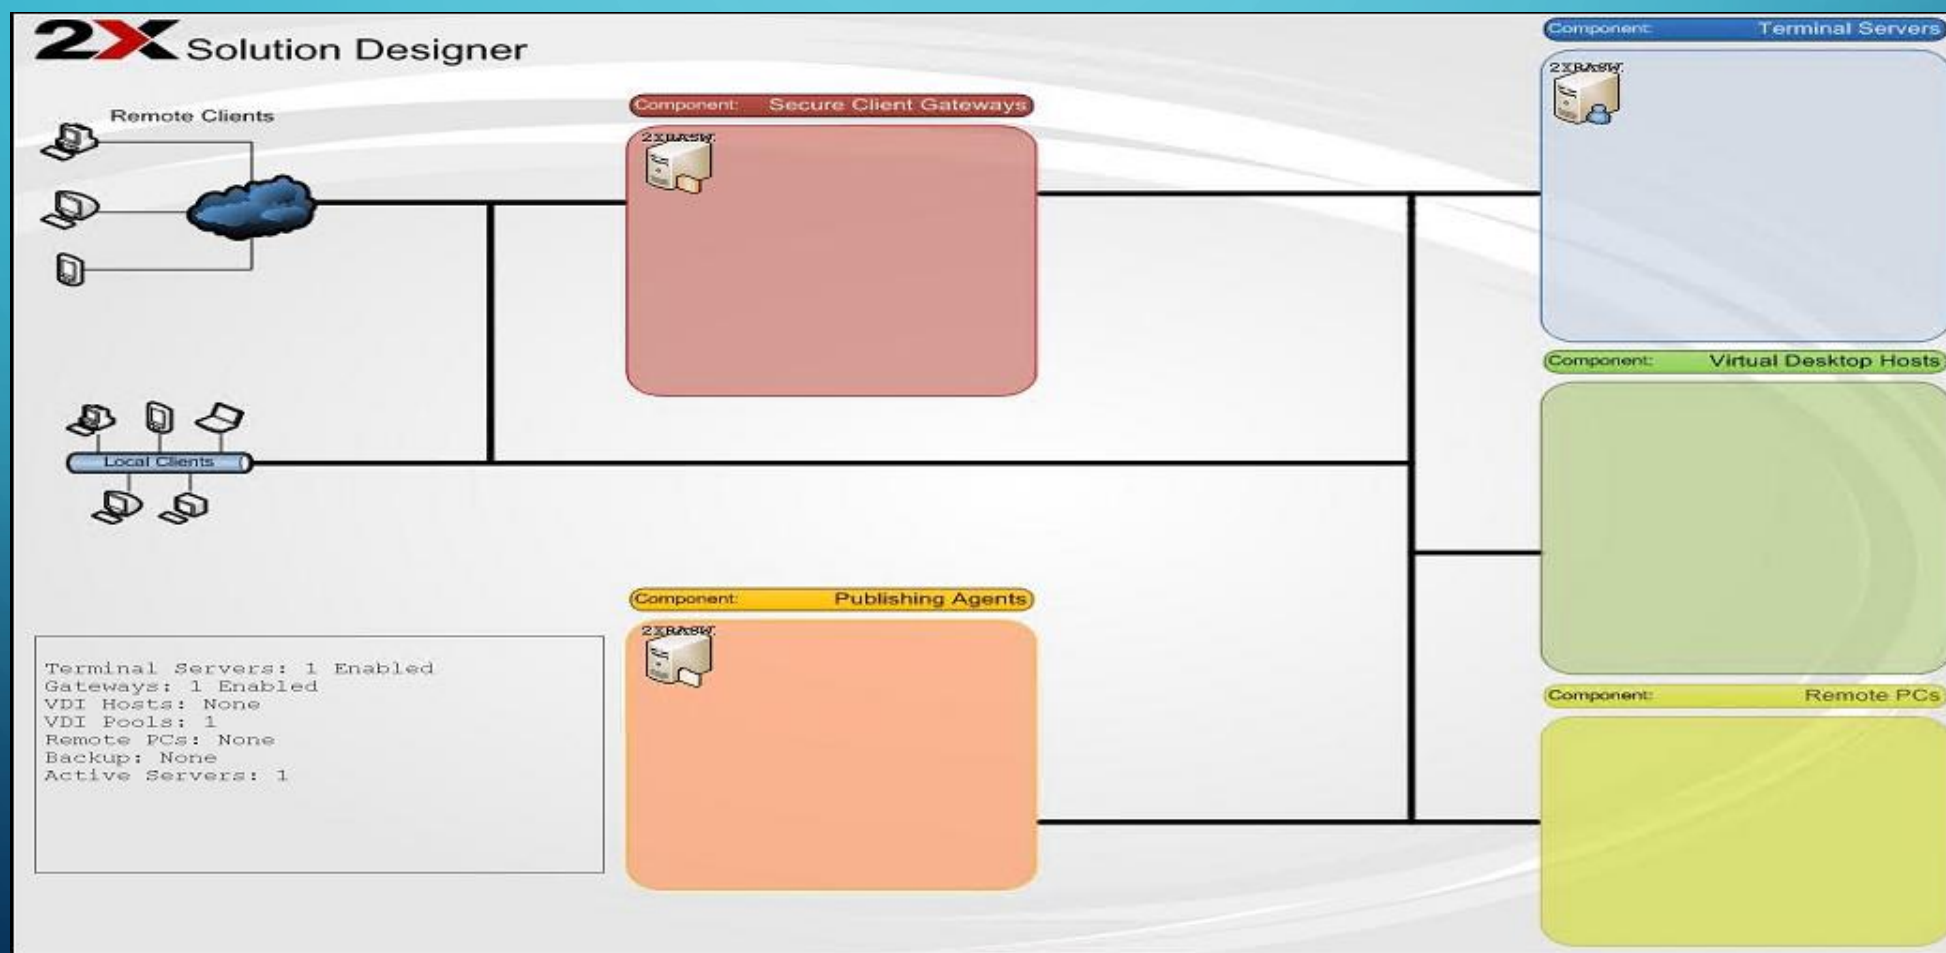 2X Solution Designer
Remote Clients
Component: Secure Client Gateways
2XRASW.
Component: Terminal Servers
2XRASW.
Component: Virtual Desktop Hosts
Local Clients
Component: Publishing Agents
2XRASW.
Component: Remote PCs
Terminal Servers: 1 Enabled
Gateways: 1 Enabled
VDI Hosts: None
VDI Pools: 1
Remote PCs: None
Backup: None
Active Servers: 1